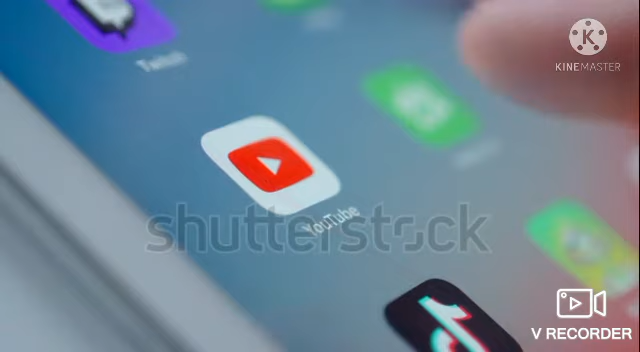 KINEMASTER
Twitch
YouTube
shutterstock
V RECORDER